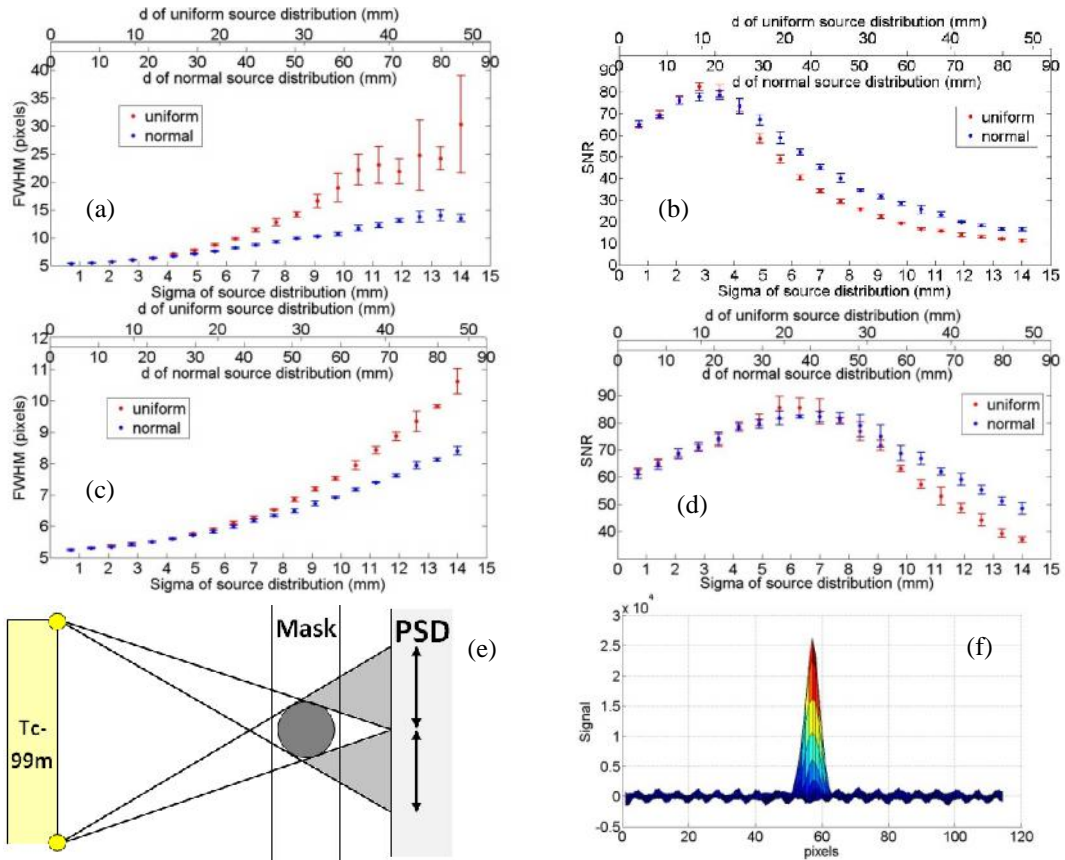 d of uniform source distribution (mm)
0 10 20 30 40 50
0 10 20 30 40 50 60 70 80 90
d of normal source distribution (mm)
40
35
30
25
20
15
10
5
FWHM (pixels)
uniform
normal
(a)
1 2 3 4 5 6 7 8 9 10 11 12 13 14 15
Sigma of source distribution (mm)
d of uniform source distribution (mm)
0 10 20 30 40 50
0 10 20 30 40 50 60 70 80 90
d of normal source distribution (mm)
90
80
70
60
50
40
30
20
10
0
SNR
uniform
normal
(b)
0 1 2 3 4 5 6 7 8 9 10 11 12 13 14 15
Sigma of source distribution (mm)
d of uniform source distribution (mm)
0 10 20 30 40 50
0 10 20 30 40 50 60 70 80 90
d of normal source distribution (mm)
12
11
10
9
8
7
6
5
FWHM (pixels)
uniform
normal
(c)
1 2 3 4 5 6 7 8 9 10 11 12 13 14 15
Sigma of source distribution (mm)
d of uniform source distribution (mm)
0 10 20 30 40 50
0 10 20 30 40 50 60 70 80 90
d of normal source distribution (mm)
90
80
70
60
50
40
SNR
uniform
normal
(d)
0 1 2 3 4 5 6 7 8 9 10 11 12 13 14 15
Sigma of source distribution (mm)
Mask
PSD
(e)
Tc-
99m
x 10⁴
3
2.5
2
1.5
1
0.5
0
-0.5
Signal
(f)
0 20 40 60 80 100 120
pixels